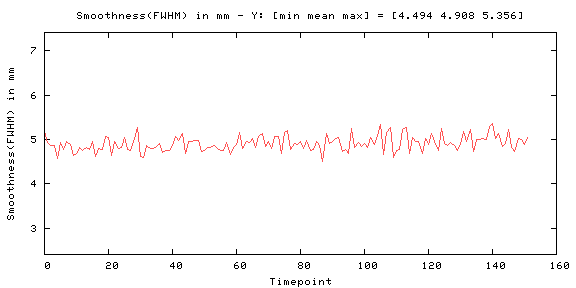 Smoothness(FWHM) in mm - Y: [min mean max] = [4.494 4.908 5.356]
Smoothness(FWHM) in mm
7
6
5
4
3
0 20 40 60 80 100 120 140 160
Timepoint